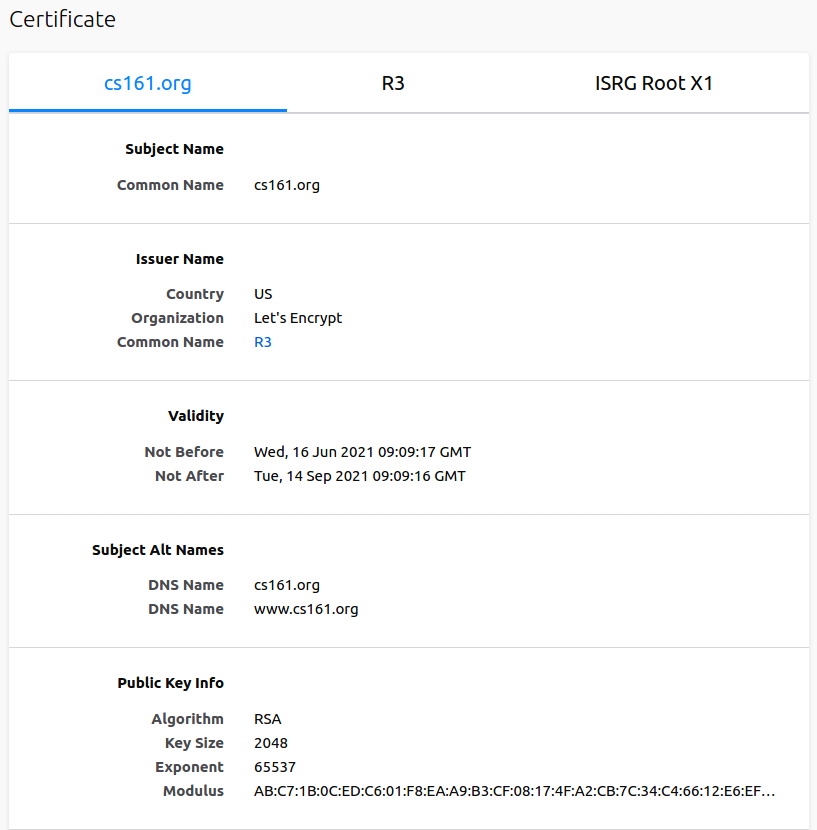 Certificate
cs161.org R3 ISRG Root X1
Subject Name
Common Name cs161.org
Issuer Name
Country US
Organization Let's Encrypt
Common Name R3
Validity
Not Before Wed, 16 Jun 2021 09:09:17 GMT
Not After Tue, 14 Sep 2021 09:09:16 GMT
Subject Alt Names
DNS Name cs161.org
DNS Name www.cs161.org
Public Key Info
Algorithm RSA
Key Size 2048
Exponent 65537
Modulus AB:C7:1B:0C:ED:C6:01:F8:EA:A9:B3:CF:08:17:4F:A2:CB:7C:34:C4:66:12:E6:EF…